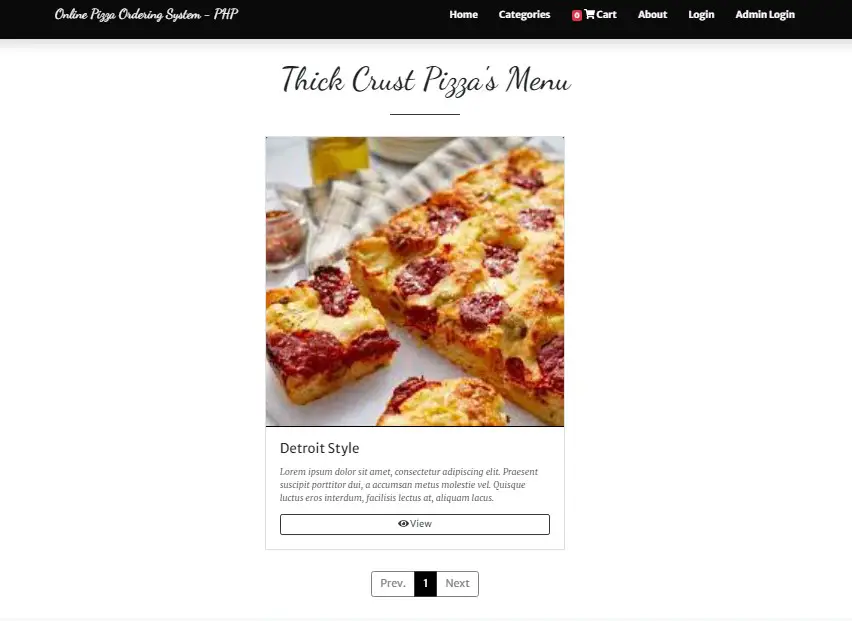 Online Pizza Ordering System - PHP
Home Categories 0 Cart About Login Admin Login
Thick Crust Pizza's Menu
Detroit Style
Lorem ipsum dolor sit amet, consectetur adipiscing elit. Praesent
suscipit porttitor dui, a accumsan metus molestie vel. Quisque
luctus eros interdum, facilisis lectus at, aliquam lacus.
View
Prev. 1 Next